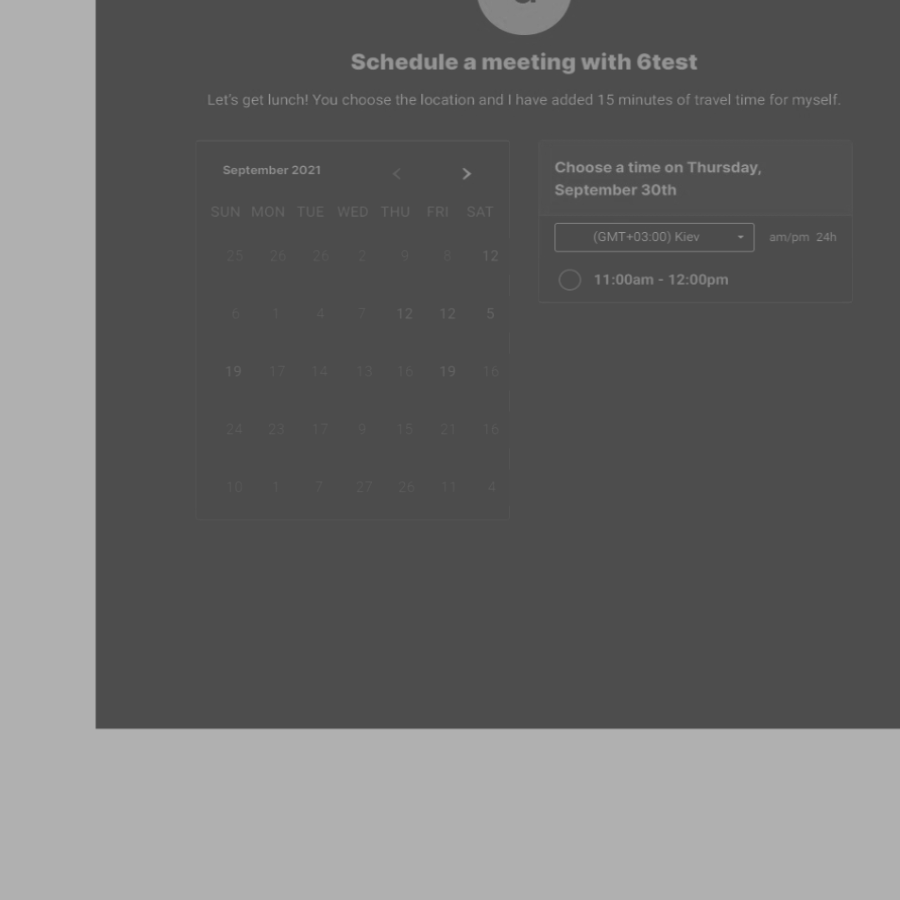 Schedule a meeting with 6test
Let's get lunch! You choose the location and I have added 15 minutes of travel time for myself.
September 2021 < >
SUN MON TUE WED THU FRI SAT
25 26 26 2 9 8 12
6 1 4 7 12 12 5
19 17 14 13 16 19 16
24 23 17 9 15 21 16
10 1 7 27 26 11 4
Choose a time on Thursday,
September 30th
(GMT+03:00) Kiev am/pm 24h
11:00am - 12:00pm